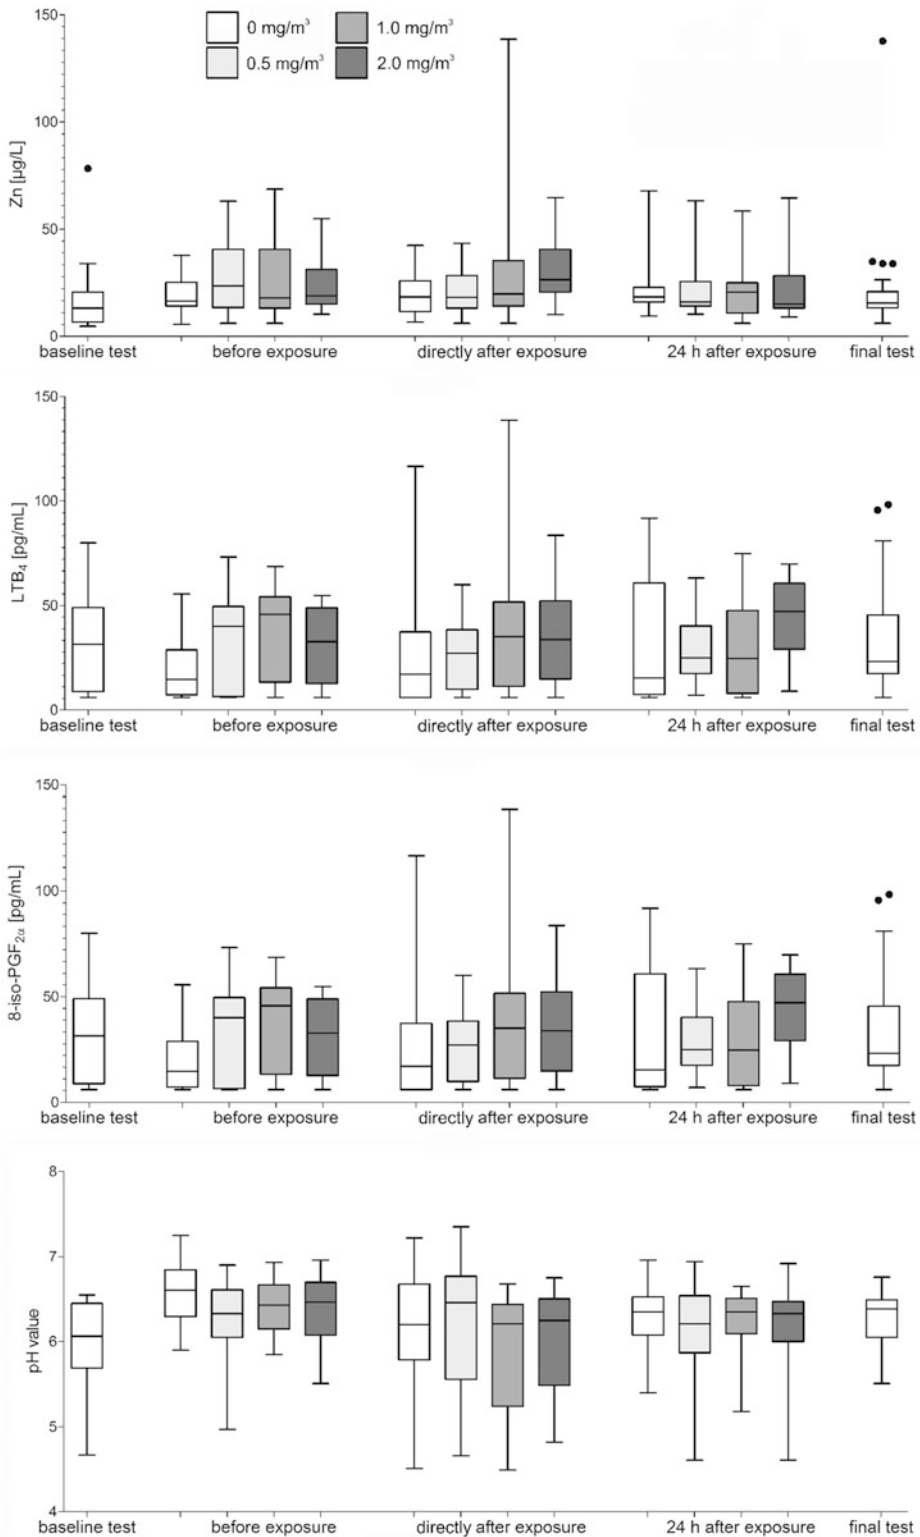 150
0 mg/m³ 1.0 mg/m³
0.5 mg/m³ 2.0 mg/m³
100
Zn [µg/L]
50
0
baseline test before exposure directly after exposure 24 h after exposure final test
150
100
LTB₄ [pg/mL]
50
0
baseline test before exposure directly after exposure 24 h after exposure final test
150
100
8-iso-PGF₂α [pg/mL]
50
0
baseline test before exposure directly after exposure 24 h after exposure final test
8
7
6
pH value
5
4
baseline test before exposure directly after exposure 24 h after exposure final test